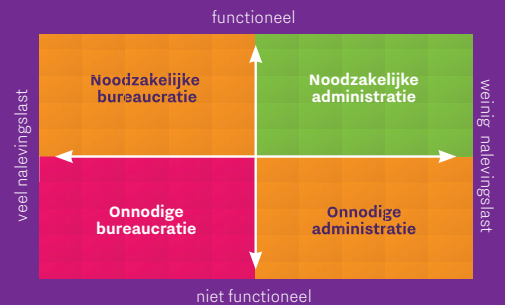 functioneel
Noodzakelijke
bureaucratie
Noodzakelijke
administratie
veel nalevingslast
weinig nalevingslast
Onnodige
bureaucratie
Onnodige
administratie
niet functioneel